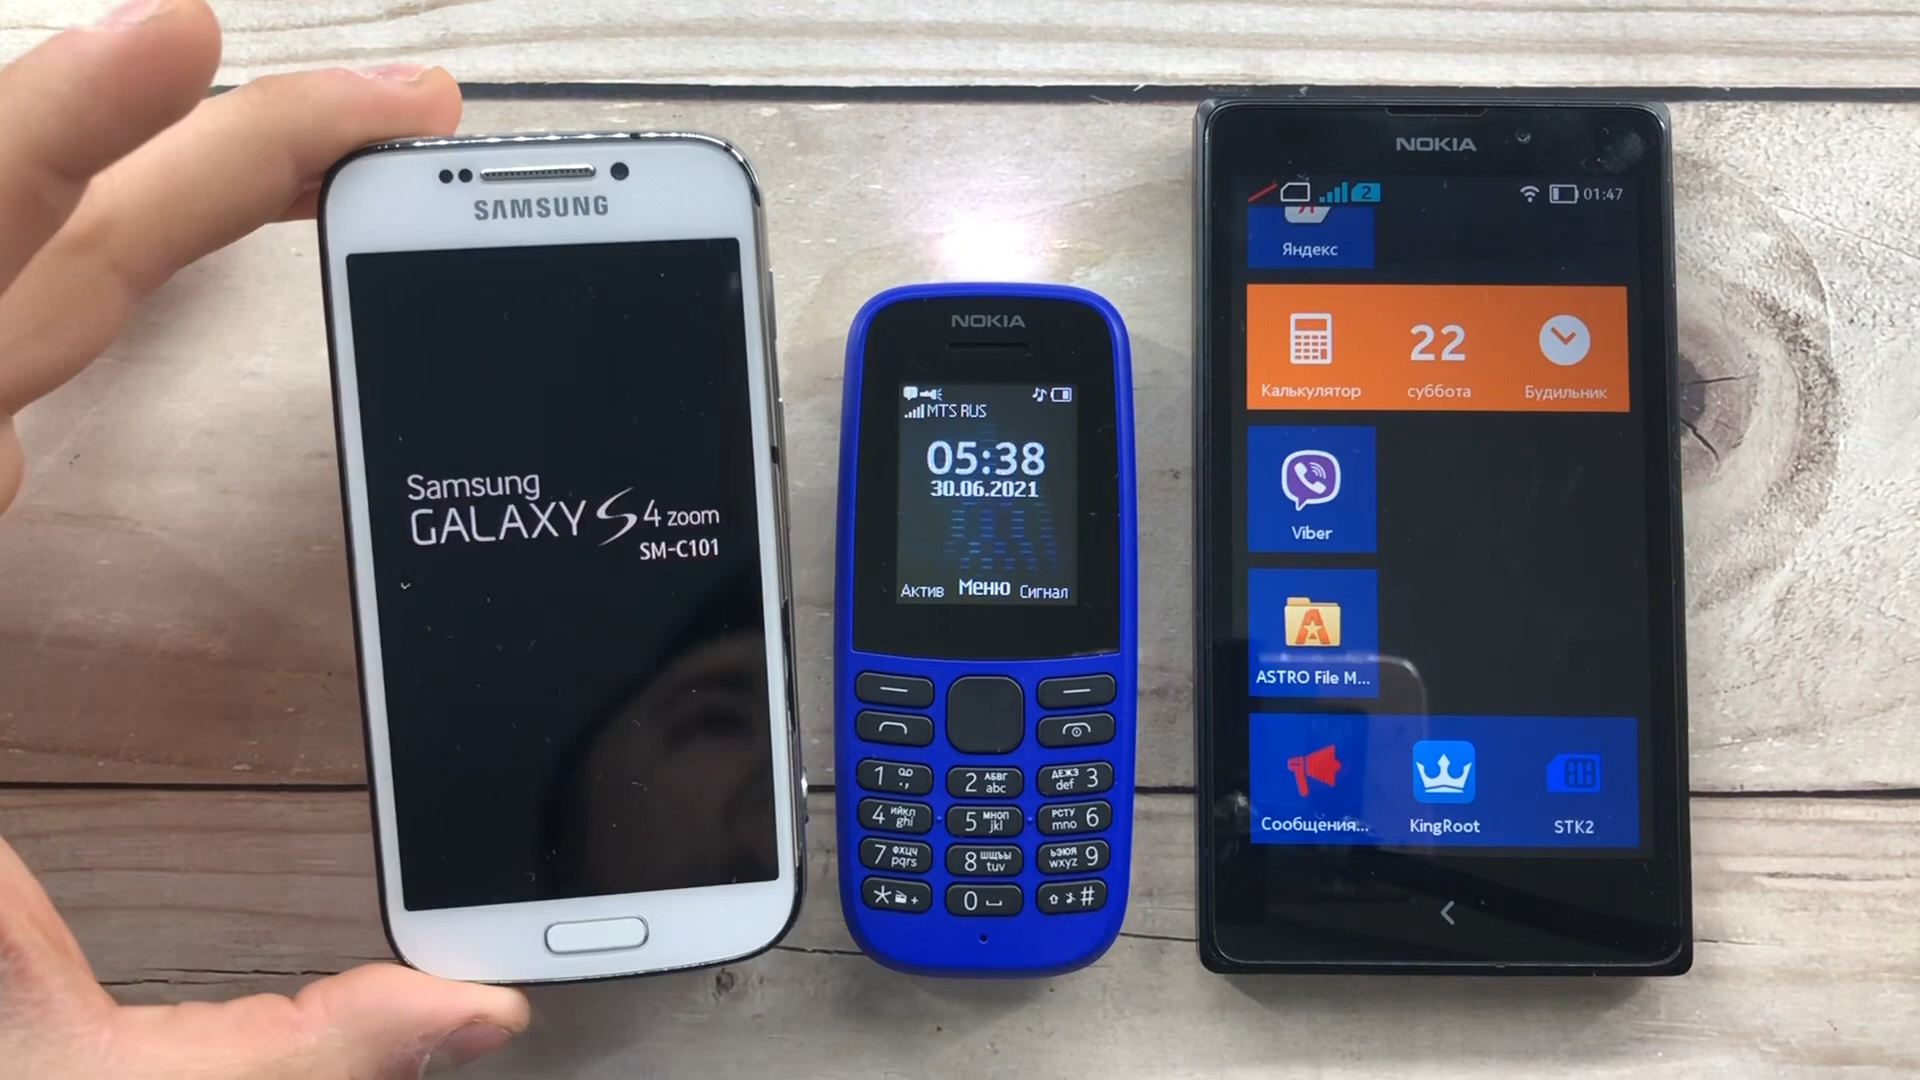 SAMSUNG
Samsung
GALAXY S4 zoom
SM-C101
NOKIA
MTS RUS
05:38
30.06.2021
Актив Меню Сигнал
1
2 АБВГ abc
ДЕЖЗ def 3
4 ИЙКЛ ghi
5 МНОП jkl
РСТУ mno 6
7 ФХЦЧ pqrs
8 ШЩЪЫ tuv
ЬЭЮЯ wxyz 9
* +
0
#
NOKIA
2 01:47
Яндекс
22
Калькулятор суббота Будильник
Viber
ASTRO File M...
Сообщения... KingRoot STK2